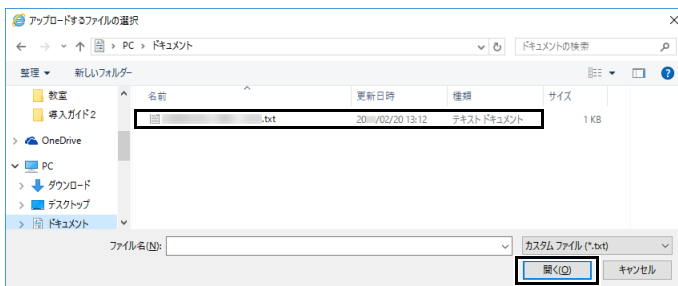 アップロードするファイルの選択
PC › ドキュメント
ドキュメントの検索
整理 新しいフォルダー
教室
導入ガイド２
OneDrive
PC
ダウンロード
デスクトップ
ドキュメント
名前 更新日時 種類 サイズ
.txt 20 /02/20 13:12 テキスト ドキュメント 1 KB
ファイル名(N): カスタム ファイル (*.txt)
開く(O) キャンセル